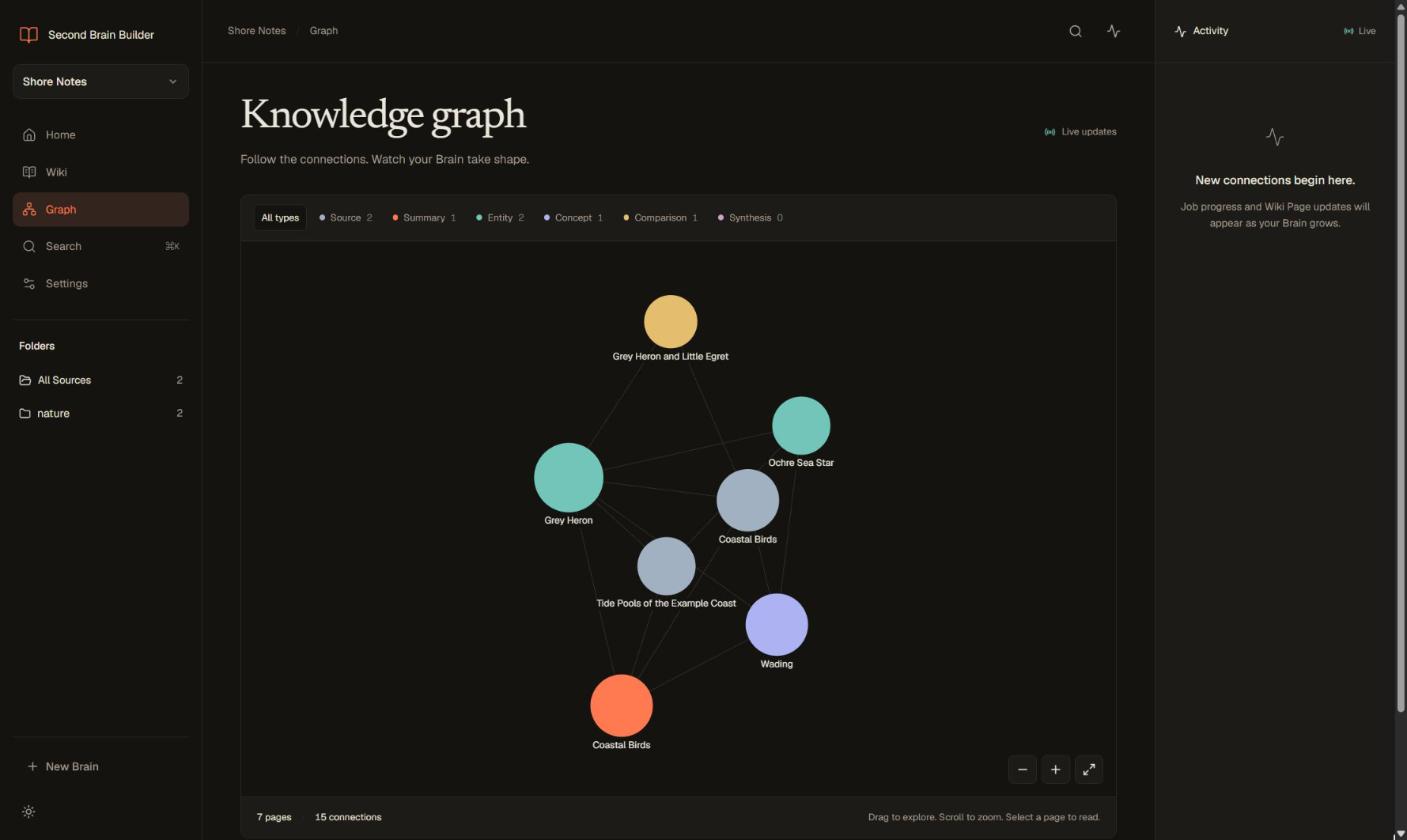 Second Brain Builder
Shore Notes
Home
Wiki
Graph
Search ⌘K
Settings
Folders
All Sources 2
nature 2
New Brain
Shore Notes / Graph
Knowledge graph
Follow the connections. Watch your Brain take shape.
Live updates
All types Source 2 Summary 1 Entity 2 Concept 1 Comparison 1 Synthesis 0
Grey Heron and Little Egret
Ochre Sea Star
Grey Heron
Coastal Birds
Tide Pools of the Example Coast
Wading
Coastal Birds
7 pages 15 connections
Drag to explore. Scroll to zoom. Select a page to read.
Activity
Live
New connections begin here.
Job progress and Wiki Page updates will
appear as your Brain grows.